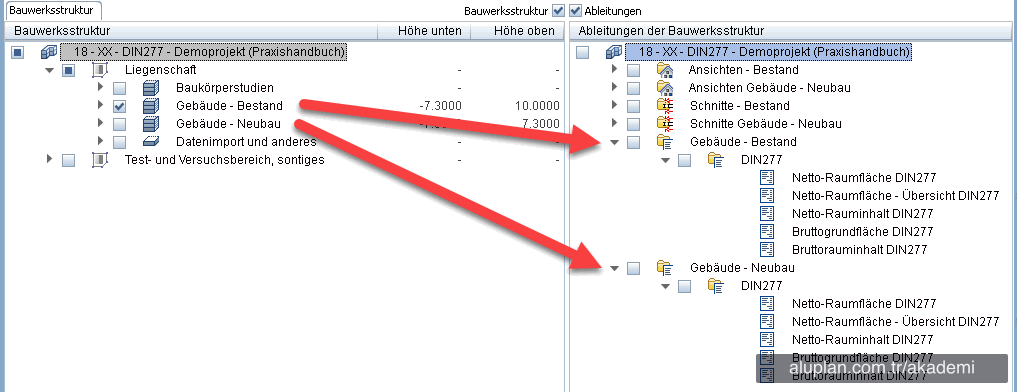 Bauwerksstruktur
Bauwerksstruktur
Ableitungen
Bauwerksstruktur Höhe unten Höhe oben
18 - XX - DIN277 - Demoprojekt (Praxishandbuch)
Liegenschaft - -
Baukörperstudien - -
Gebäude - Bestand -7.3000 10.0000
Gebäude - Neubau 7.3000
Datenimport und anderes - -
Test- und Versuchsbereich, sontiges - -
Ableitungen der Bauwerksstruktur
18 - XX - DIN277 - Demoprojekt (Praxishandbuch)
Ansichten - Bestand
Ansichten Gebäude - Neubau
Schnitte - Bestand
Schnitte Gebäude - Neubau
Gebäude - Bestand
DIN277
Netto-Raumfläche DIN277
Netto-Raumfläche - Übersicht DIN277
Netto-Rauminhalt DIN277
Bruttogrundfläche DIN277
Bruttorauminhalt DIN277
Gebäude - Neubau
DIN277
Netto-Raumfläche DIN277
Netto-Raumfläche - Übersicht DIN277
Netto-Rauminhalt DIN277
Bruttogrundfläche DIN277
Bruttorauminhalt DIN277
aluplan.com.tr/akademi